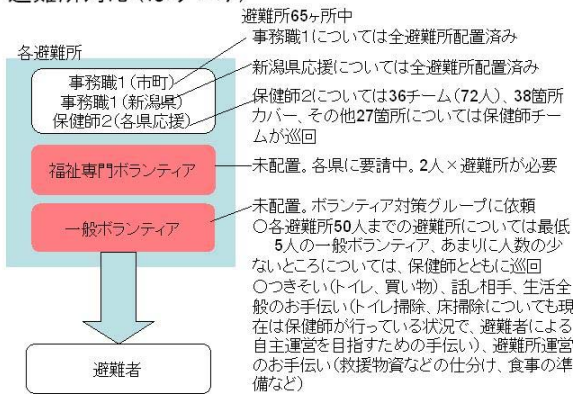 避難所65ヶ所中
事務職1については全避難所配置済み
各避難所
新潟県応援については全避難所配置済み
事務職1(市町)
事務職1(新潟県)
保健師2(各県応援)
保健師2については36チーム(72人)、38箇所
カバー、その他27箇所については保健師チー
ムが巡回
福祉専門ボランティア
未配置。各県に要請中。2人×避難所が必要
一般ボランティア
未配置。ボランティア対策グループに依頼
○各避難所50人までの避難所については最低
5人の一般ボランティア、あまりに人数の少
ないところについては、保健師とともに巡回
○つきそい(トイレ、買い物)、話し相手、生活全
般のお手伝い(トイレ掃除、床掃除についても現
在は保健師が行っている状況で、避難者による
自主運営を目指すための手伝い)、避難所運営
のお手伝い(救援物資などの仕分け、食事の準
備など)
避難者